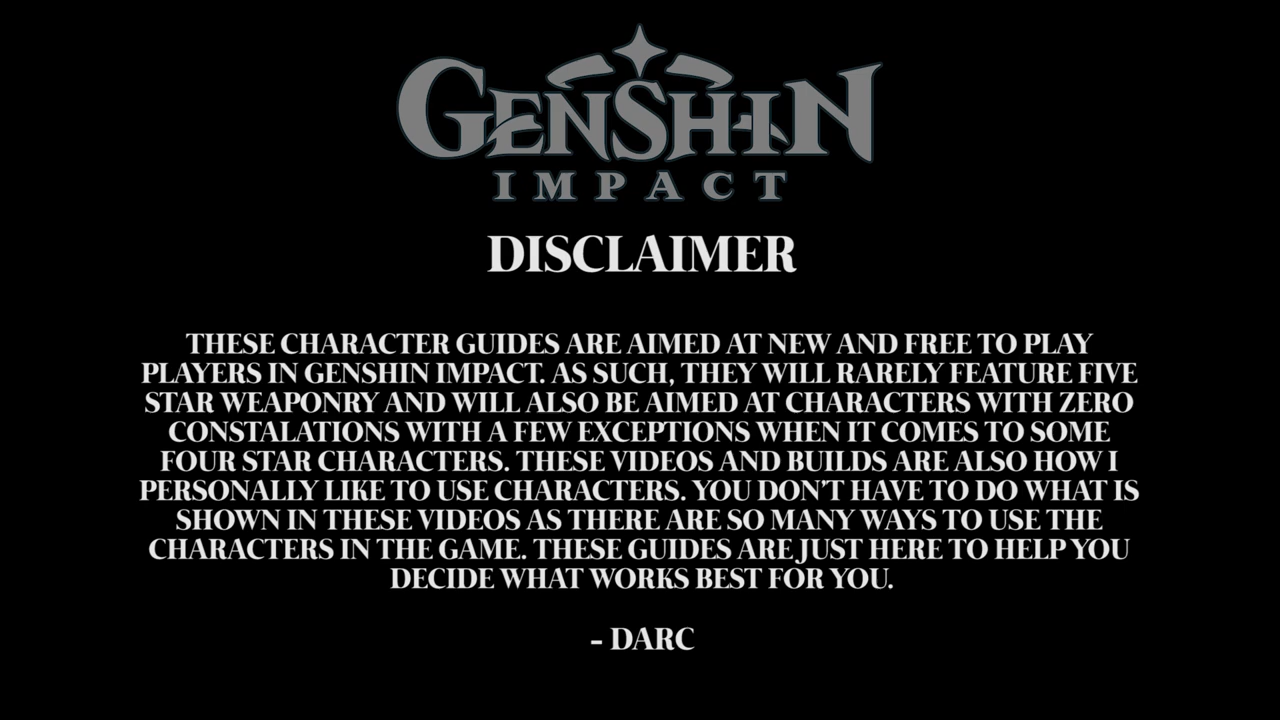 GENSHIN
IMPACT
DISCLAIMER
THESE CHARACTER GUIDES ARE AIMED AT NEW AND FREE TO PLAY
PLAYERS IN GENSHIN IMPACT. AS SUCH, THEY WILL RARELY FEATURE FIVE
STAR WEAPONRY AND WILL ALSO BE AIMED AT CHARACTERS WITH ZERO
CONSTALATIONS WITH A FEW EXCEPTIONS WHEN IT COMES TO SOME
FOUR STAR CHARACTERS. THESE VIDEOS AND BUILDS ARE ALSO HOW I
PERSONALLY LIKE TO USE CHARACTERS. YOU DON'T HAVE TO DO WHAT IS
SHOWN IN THESE VIDEOS AS THERE ARE SO MANY WAYS TO USE THE
CHARACTERS IN THE GAME. THESE GUIDES ARE JUST HERE TO HELP YOU
DECIDE WHAT WORKS BEST FOR YOU.
- DARC